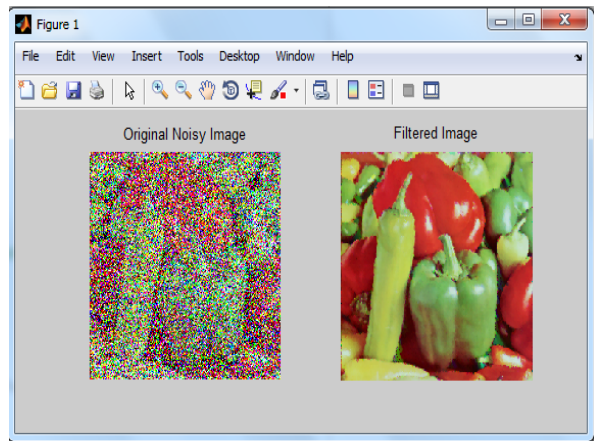 Figure 1
File Edit View Insert Tools Desktop Window Help
Original Noisy Image
Filtered Image